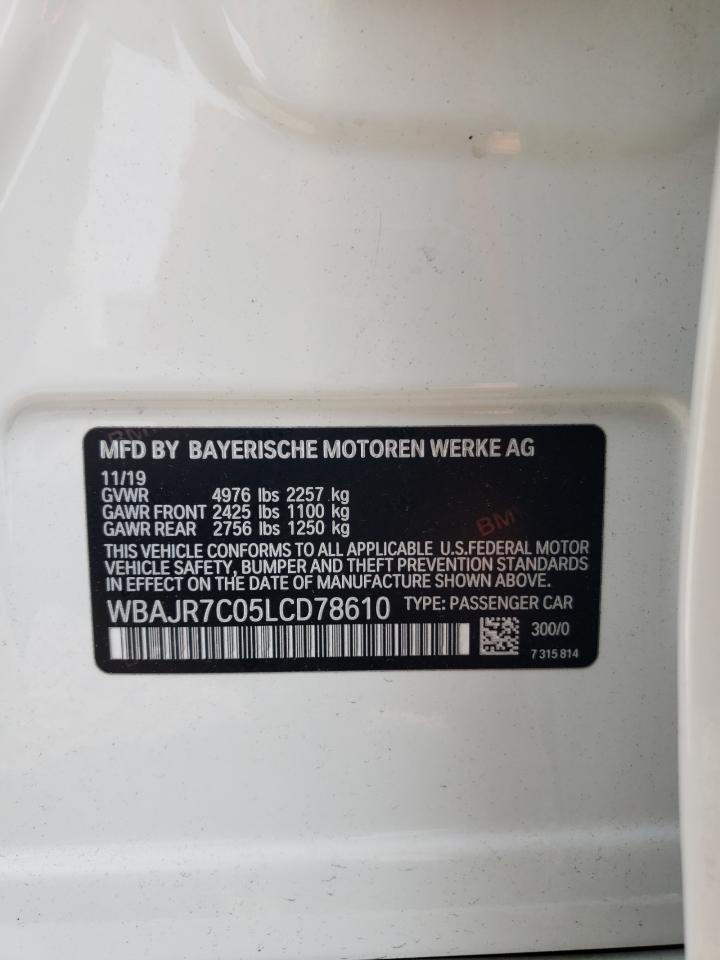 MFD BY BAYERISCHE MOTOREN WERKE AG
11/19
GVWR 4976 lbs 2257 kg
GAWR FRONT 2425 lbs 1100 kg
GAWR REAR 2756 lbs 1250 kg
THIS VEHICLE CONFORMS TO ALL APPLICABLE U.S.FEDERAL MOTOR
VEHICLE SAFETY, BUMPER AND THEFT PREVENTION STANDARDS
IN EFFECT ON THE DATE OF MANUFACTURE SHOWN ABOVE.
WBAJR7C05LCD78610 TYPE: PASSENGER CAR
300/0
7 315 814